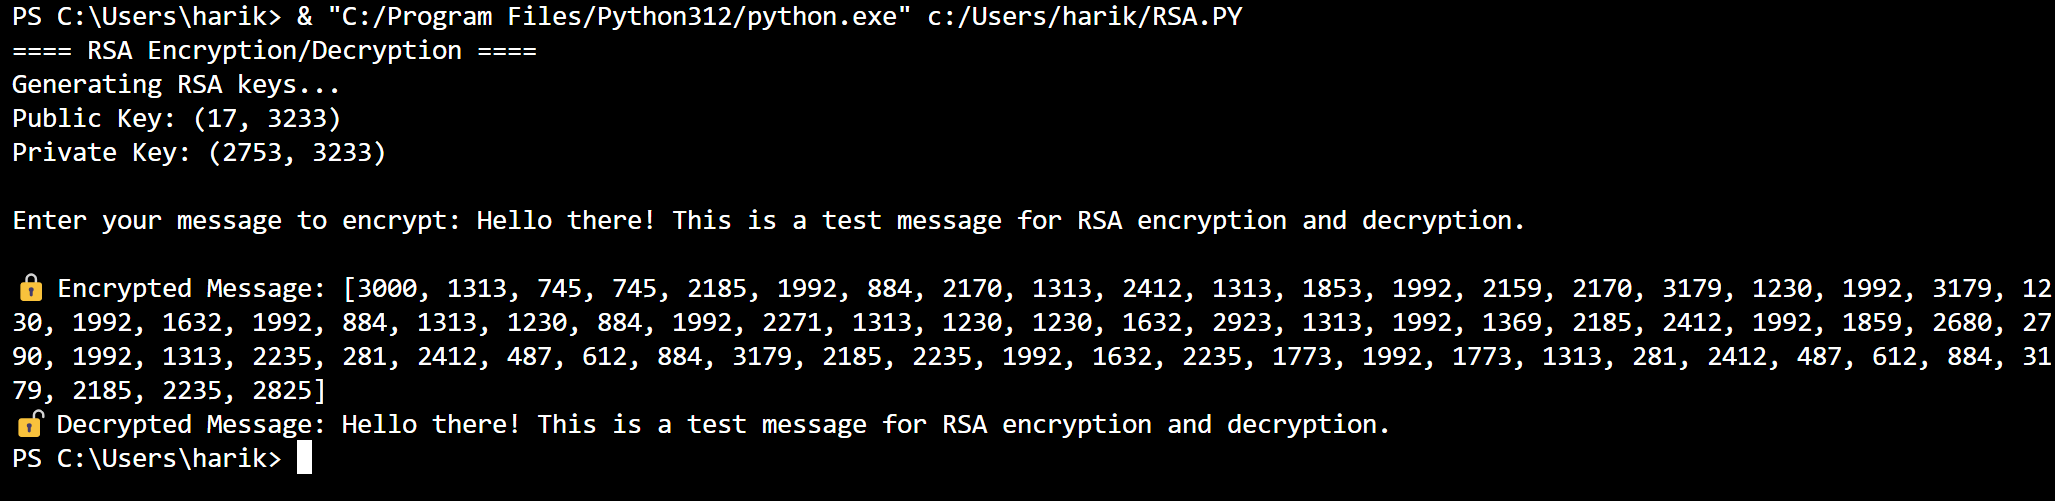 PS C:\Users\harik> & "C:/Program Files/Python312/python.exe" c:/Users/harik/RSA.PY
==== RSA Encryption/Decryption ====
Generating RSA keys...
Public Key: (17, 3233)
Private Key: (2753, 3233)
Enter your message to encrypt: Hello there! This is a test message for RSA encryption and decryption.
🔒 Encrypted Message: [3000, 1313, 745, 745, 2185, 1992, 884, 2170, 1313, 2412, 1313, 1853, 1992, 2159, 2170, 3179, 1230, 1992, 3179, 12
30, 1992, 1632, 1992, 884, 1313, 1230, 884, 1992, 2271, 1313, 1230, 1230, 1632, 2923, 1313, 1992, 1369, 2185, 2412, 1992, 1859, 2680, 27
90, 1992, 1313, 2235, 281, 2412, 487, 612, 884, 3179, 2185, 2235, 1992, 1632, 2235, 1773, 1992, 1773, 1313, 281, 2412, 487, 612, 884, 31
79, 2185, 2235, 2825]
🔓 Decrypted Message: Hello there! This is a test message for RSA encryption and decryption.
PS C:\Users\harik>